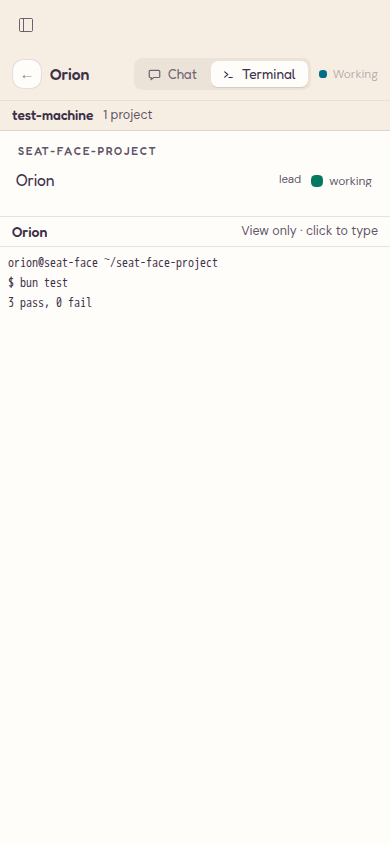 ← Orion Chat Terminal Working
test-machine 1 project
SEAT-FACE-PROJECT
Orion lead working
Orion View only · click to type
orion@seat-face ~/seat-face-project
$ bun test
3 pass, 0 fail